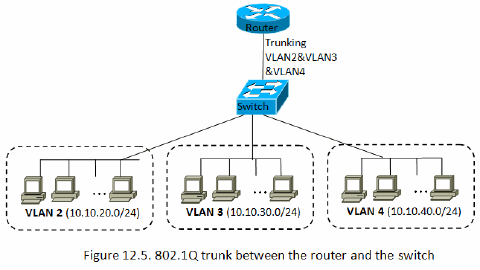 Router
Trunking
VLAN2&VLAN3
&VLAN4
Switch
...
...
...
VLAN 2 (10.10.20.0/24)
VLAN 3 (10.10.30.0/24)
VLAN 4 (10.10.40.0/24)
Figure 12.5. 802.1Q trunk between the router and the switch